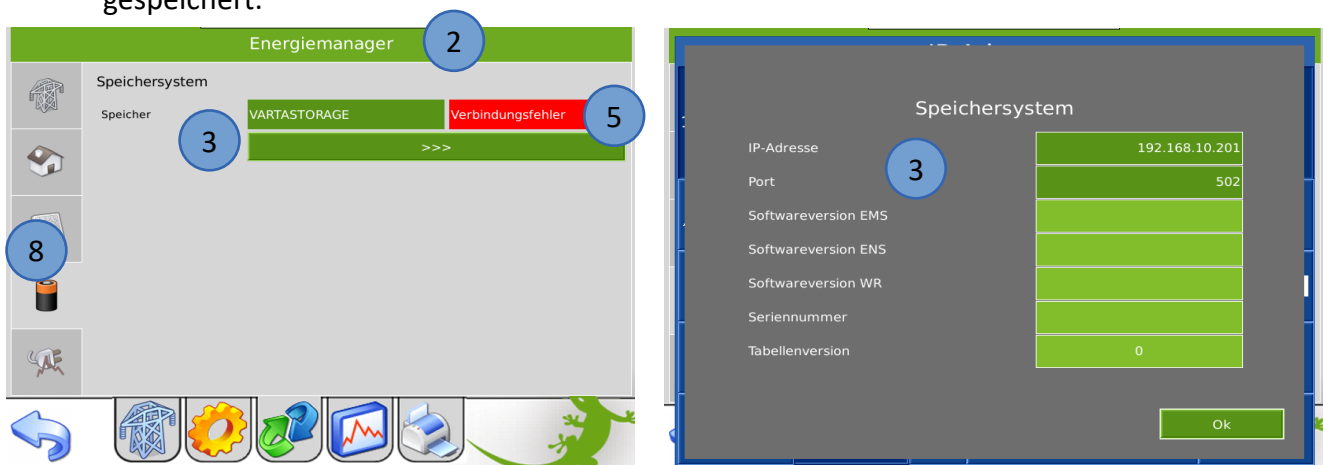 gespeichert.
Energiemanager
2
Speichersystem
Speicher
VARTASTORAGE
Verbindungsfehler
5
3
>>>
8
Speichersystem
IP-Adresse
192.168.10.201
3
Port
502
Softwareversion EMS
Softwareversion ENS
Softwareversion WR
Seriennummer
Tabellenversion
0
Ok